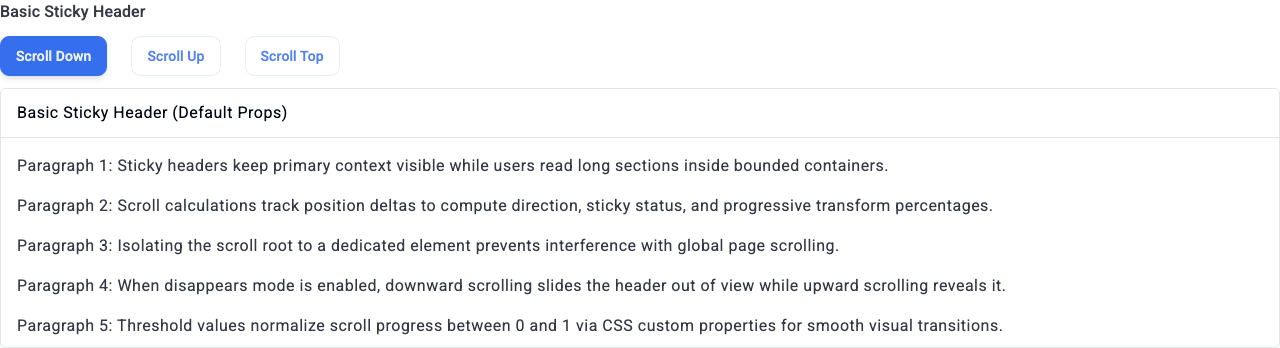 Basic Sticky Header
Scroll Down
Scroll Up
Scroll Top
Basic Sticky Header (Default Props)
Paragraph 1: Sticky headers keep primary context visible while users read long sections inside bounded containers.
Paragraph 2: Scroll calculations track position deltas to compute direction, sticky status, and progressive transform percentages.
Paragraph 3: Isolating the scroll root to a dedicated element prevents interference with global page scrolling.
Paragraph 4: When disappears mode is enabled, downward scrolling slides the header out of view while upward scrolling reveals it.
Paragraph 5: Threshold values normalize scroll progress between 0 and 1 via CSS custom properties for smooth visual transitions.